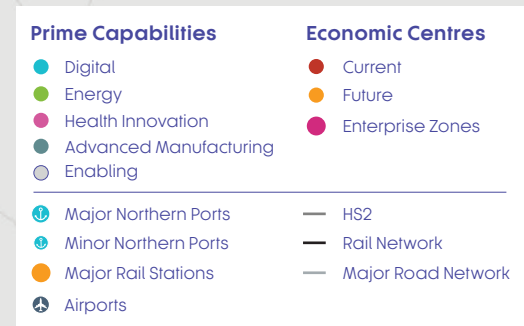 Prime Capabilities
Digital
Energy
Health Innovation
Advanced Manufacturing
Enabling
Economic Centres
Current
Future
Enterprise Zones
Major Northern Ports
Minor Northern Ports
Major Rail Stations
Airports
HS2
Rail Network
Major Road Network